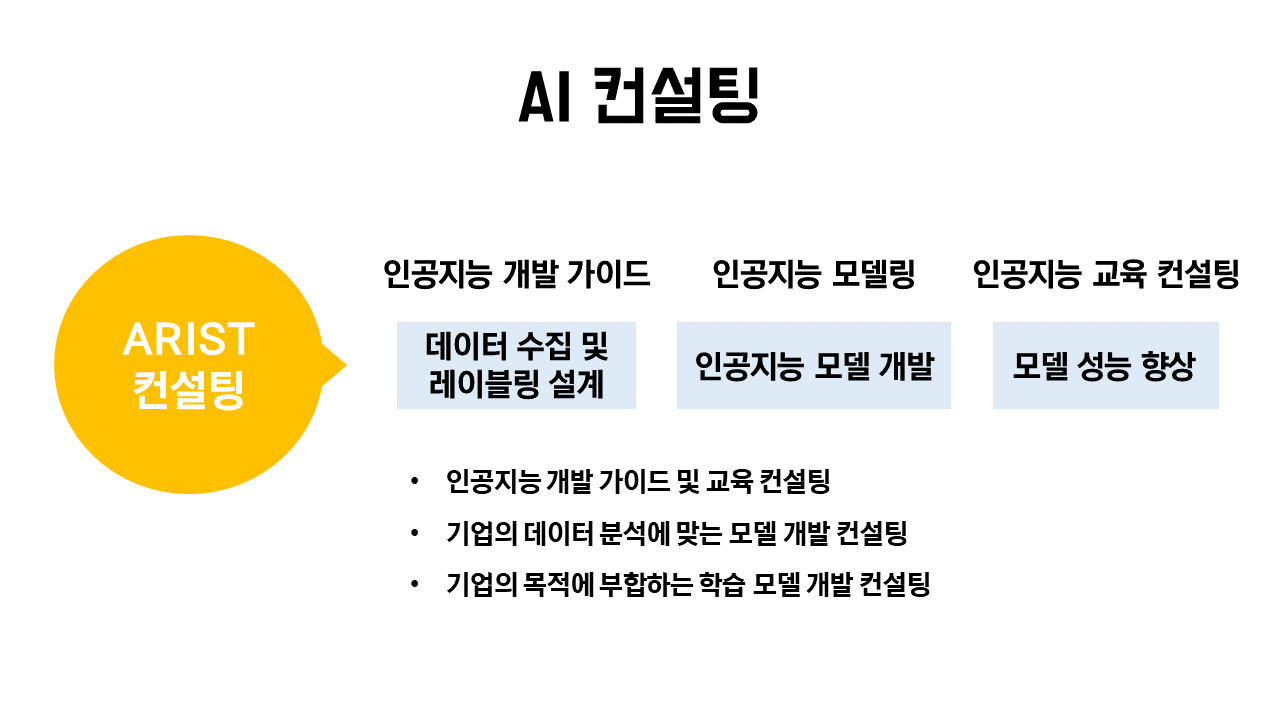 AI 컨설팅
ARIST
컨설팅
인공지능 개발 가이드
인공지능 모델링
인공지능 교육 컨설팅
데이터 수집 및
레이블링 설계
인공지능 모델 개발
모델 성능 향상
• 인공지능 개발 가이드 및 교육 컨설팅
• 기업의 데이터 분석에 맞는 모델 개발 컨설팅
• 기업의 목적에 부합하는 학습 모델 개발 컨설팅